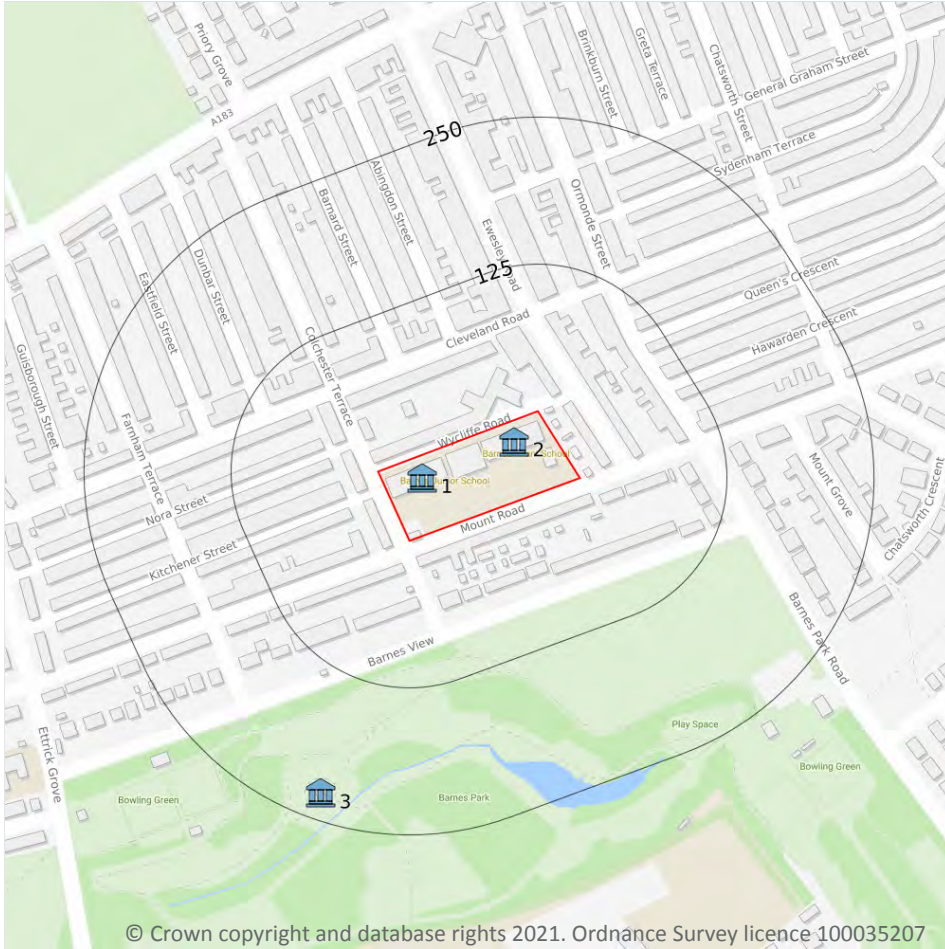 Priory Grove
A183
250
Brinkburn Street
Greta Terrace
Chatsworth Street
General Graham Street
Sydenham Terrace
Abingdon Street
Barnard Street
Ormonde Street
Dunbar Street
Eastfield Street
125
Queen's Crescent
Hawarden Crescent
Cleveland Road
Colchester Terrace
Guisborough Street
Farnham Terrace
Wycliffe Road
2
1
Mount Road
Mount Grove
Chatsworth Crescent
Nora Street
Kitchener Street
Barnes View
Barnes Park Road
Ettrick Grove
Play Space
Bowling Green
Bowling Green
3
Barnes Park
© Crown copyright and database rights 2021. Ordnance Survey licence 100035207